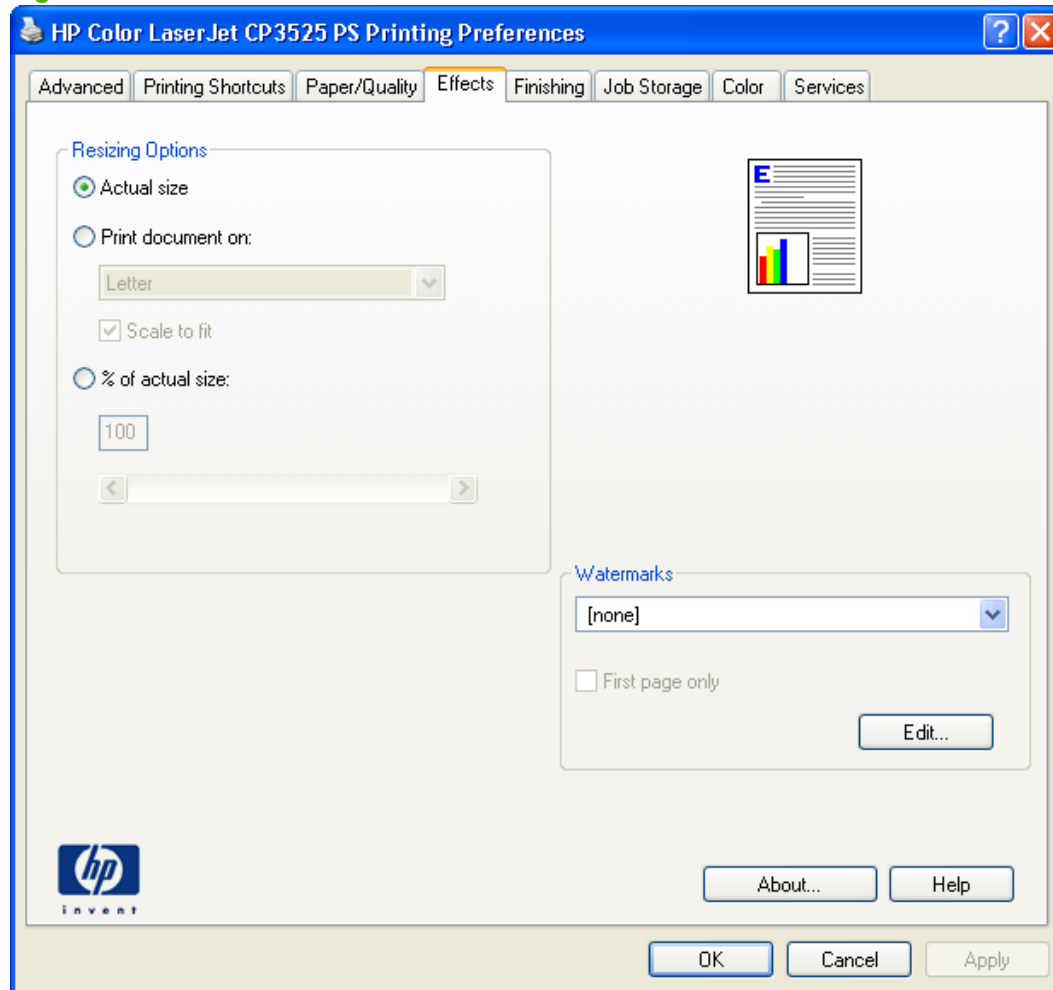 HP Color LaserJet CP3525 PS Printing Preferences
Advanced Printing Shortcuts Paper/Quality Effects Finishing Job Storage Color Services
Resizing Options
Actual size
Print document on:
Letter
Scale to fit
% of actual size:
100
E
Watermarks
[none]
First page only
Edit...
hp
invent
About... Help
OK Cancel Apply